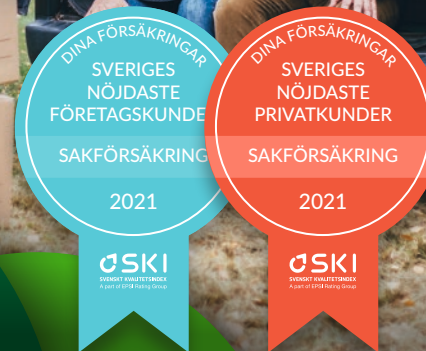 DINA FÖRSÄKRINGAR
SVERIGES
NÖJDASTE
FÖRETAGSKUNDE
SAKFÖRSÄKRING
2021
SKI
SVENSKT KVALITETSINDEX
A part of EPSI Rating Group
DINA FÖRSÄKRINGAR
SVERIGES
NÖJDASTE
PRIVATKUNDER
SAKFÖRSÄKRING
2021
SKI
SVENSKT KVALITETSINDEX
A part of EPSI Rating Group